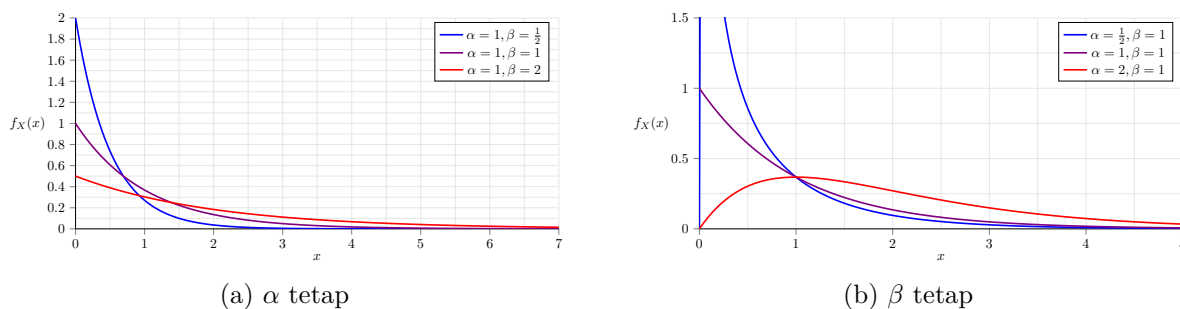 2
1.8
1.6
1.4
1.2
1
0.8
0.6
0.4
0.2
0
f_X(x)
0 1 2 3 4 5 6 7
x
α = 1, β = 1/2
α = 1, β = 1
α = 1, β = 2
(a) α tetap
1.5
1
0.5
0
f_X(x)
0 1 2 3 4
x
α = 1/2, β = 1
α = 1, β = 1
α = 2, β = 1
(b) β tetap